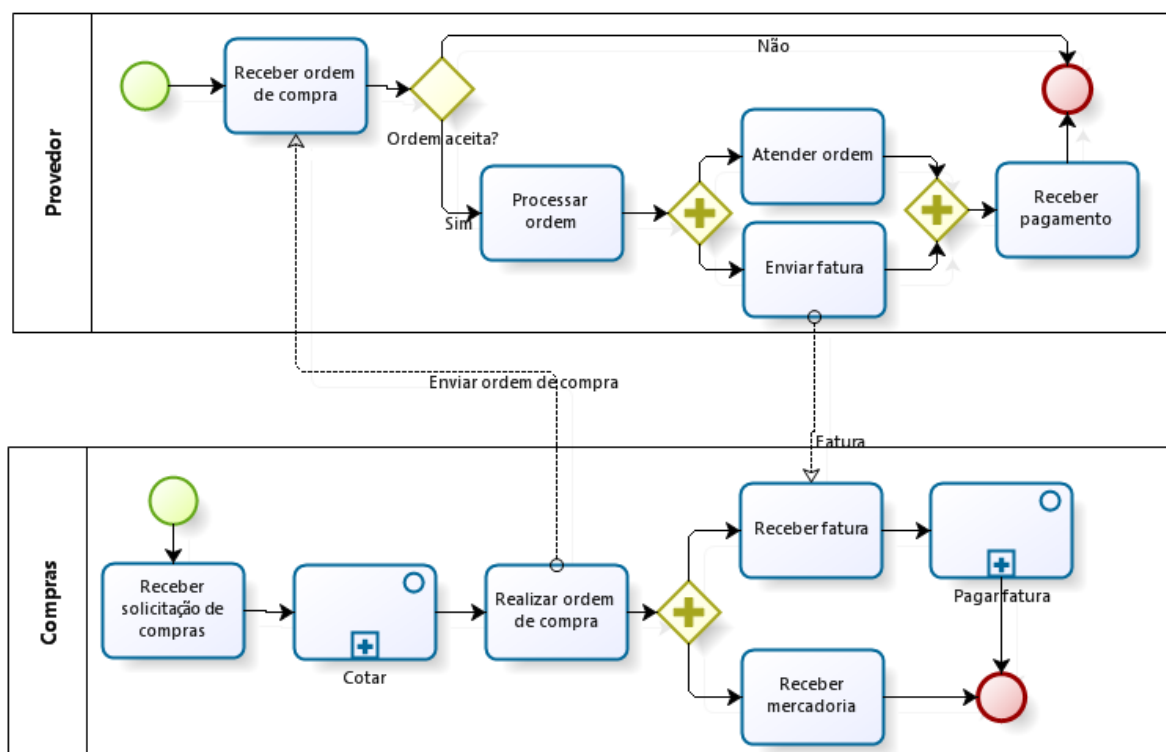 Provedor
Receber ordem
de compra
Não
Ordem aceita?
Sim
Processar
ordem
Atender ordem
Enviar fatura
Receber
pagamento
Enviar ordem de compra
Fatura
Compras
Receber
solicitação de
compras
Cotar
Realizar ordem
de compra
Receber fatura
Pagar fatura
Receber
mercadoria